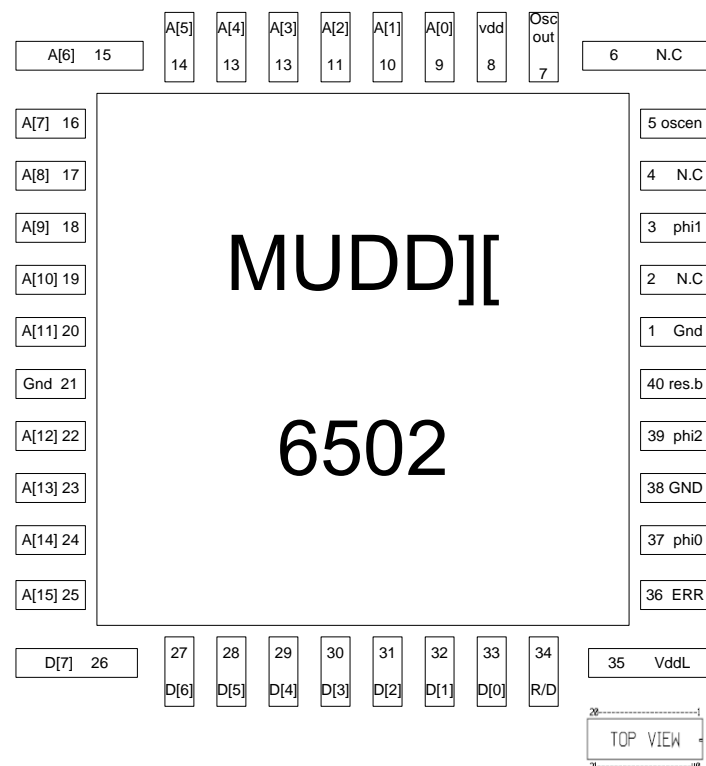 A[5] A[4] A[3] A[2] A[1] A[0] vdd Osc out
14 13 13 11 10 9 8 7
A[6] 15
6 N.C
A[7] 16
5 oscen
A[8] 17
4 N.C
A[9] 18
3 phi1
A[10] 19
2 N.C
A[11] 20
1 Gnd
Gnd 21
40 res.b
A[12] 22
39 phi2
A[13] 23
38 GND
A[14] 24
37 phi0
A[15] 25
36 ERR
MUDD][
6502
D[7] 26
27 28 29 30 31 32 33 34
D[6] D[5] D[4] D[3] D[2] D[1] D[0] R/D
35 VddL
20 1
TOP VIEW
21 40